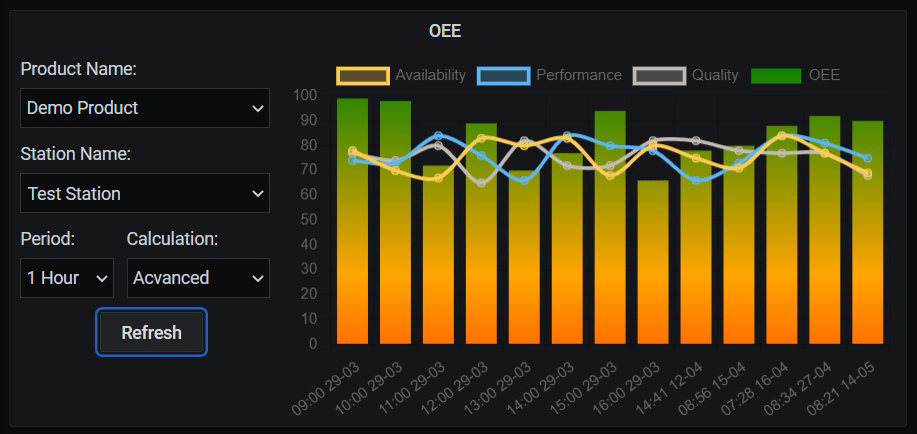 OEE
Product Name:
Demo Product
Station Name:
Test Station
Period: Calculation:
1 Hour Acvanced
Refresh
Availability Performance Quality OEE
100
90
80
70
60
50
40
30
20
10
0
09:00 29-03 10:00 29-03 11:00 29-03 12:00 29-03 13:00 29-03 14:00 29-03 15:00 29-03 16:00 29-03 14:41 12-04 08:56 15-04 07:28 16-04 08:34 27-04 08:21 14-05